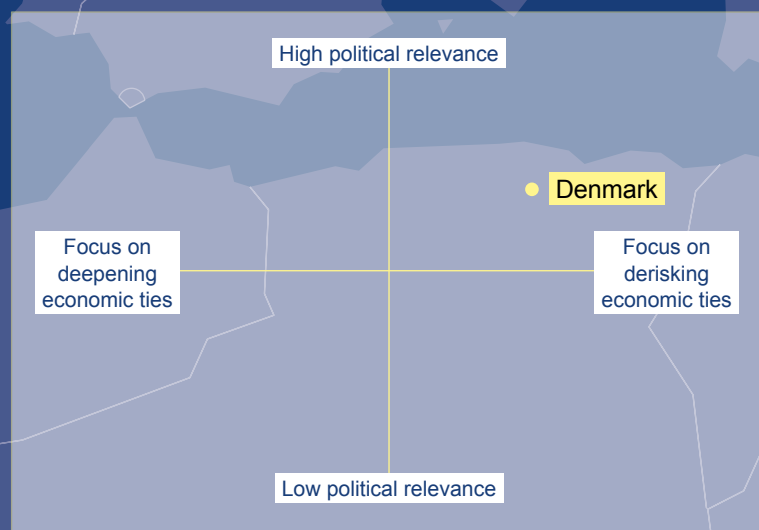 High political relevance
Denmark
Focus on
deepening
economic ties
Focus on
derisking
economic ties
Low political relevance